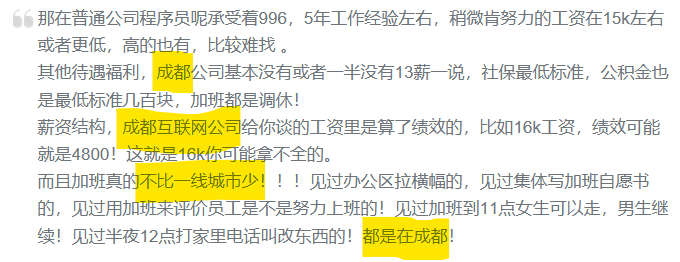 那在普通公司程序员呢承受着996，5年工作经验左右，稍微肯努力的工资在15k左右
或者更低，高的也有，比较难找 。
其他待遇福利，成都公司基本没有或者一半没有13薪一说，社保最低标准，公积金也
是最低标准几百块，加班都是调休！
薪资结构，成都互联网公司给你谈的工资里是算了绩效的，比如16k工资，绩效可能
就是4800！这就是16k你可能拿不全的。
而且加班真的不比一线城市少！！！见过办公区拉横幅的，见过集体写加班自愿书
的，见过用加班来评价员工是不是努力上班的！见过加班到11点女生可以走，男生继
续！见过半夜12点打家里电话叫改东西的！都是在成都！